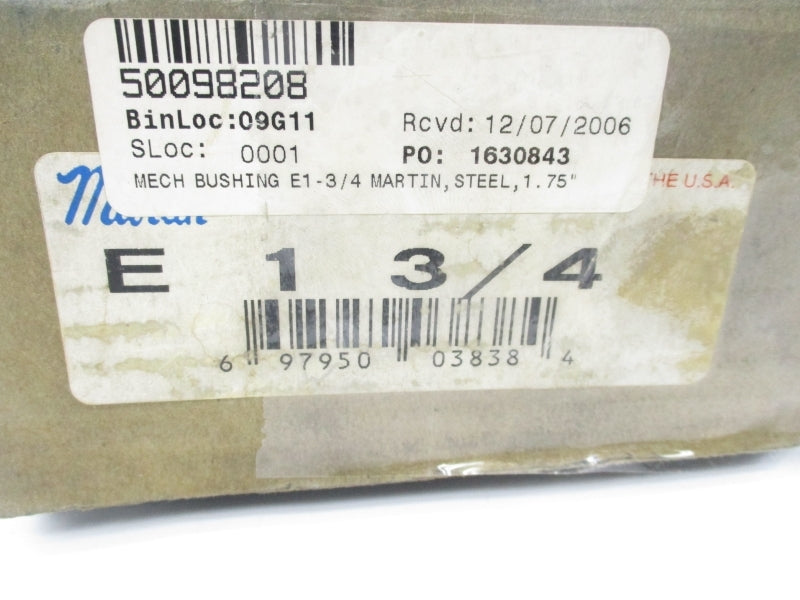 50098208
BinLoc:09G11 Rcvd: 12/07/2006
SLoc: 0001 PO: 1630843
MECH BUSHING E1-3/4 MARTIN,STEEL,1.75"
Martin THE U.S.A.
E 1 3/4
6 97950 03838 4